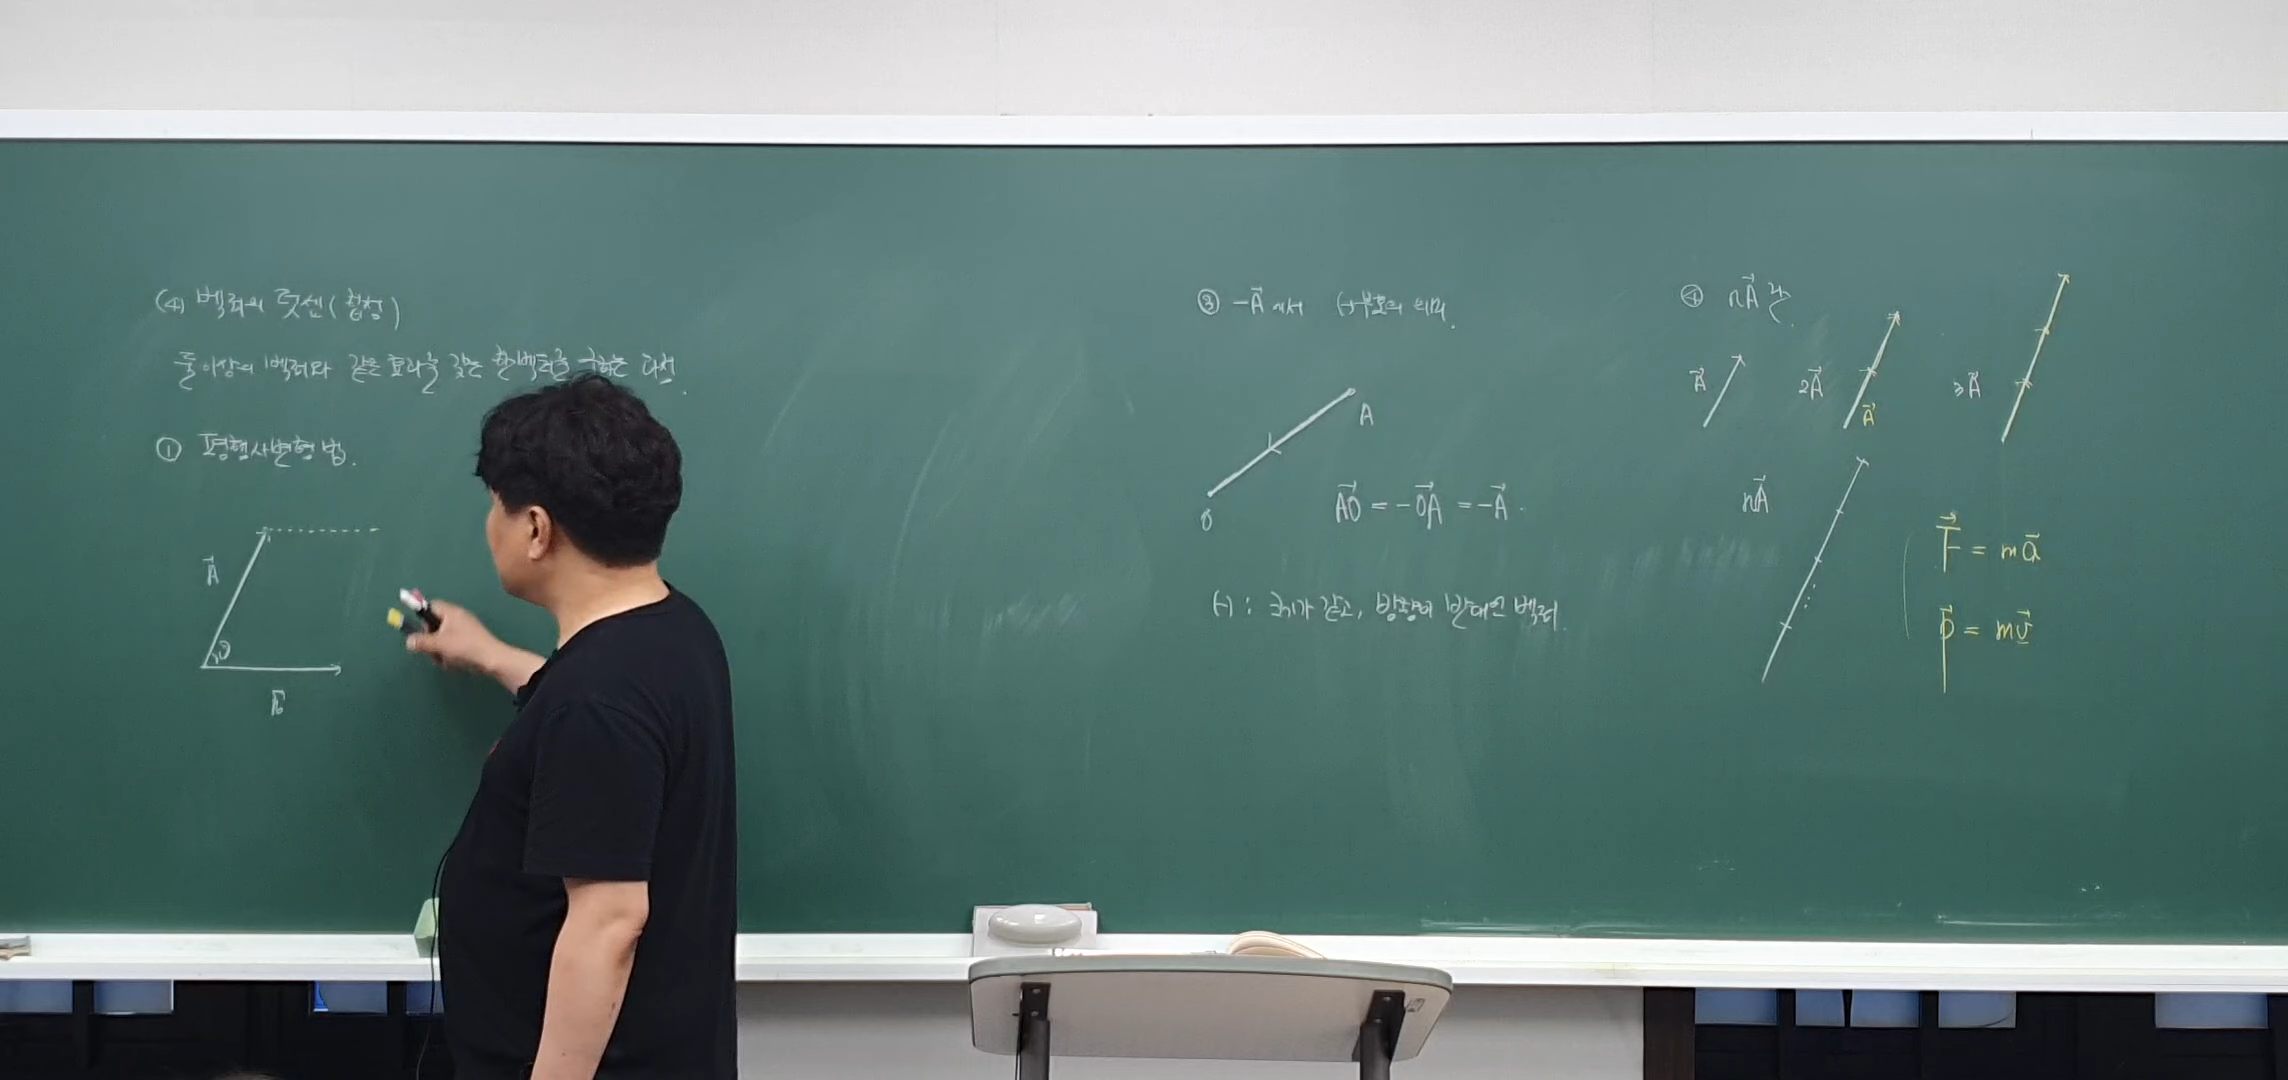 (4) 벡터의 덧셈(합성)
둘 이상의 벡터와 같은 효과를 갖는 한 벡터를 구하는 과정.
① 평행사변형법.
A⃗
θ
B⃗
③ -A⃗ 에서 (-)부호의 의미.
A
O
AO⃗ = -OA⃗ = -A⃗.
(-) : 크기가 같고, 방향이 반대인 벡터.
④ nA⃗ 란.
A⃗
2A⃗
A⃗
3A⃗
nA⃗
F⃗ = ma⃗
p⃗ = mv⃗